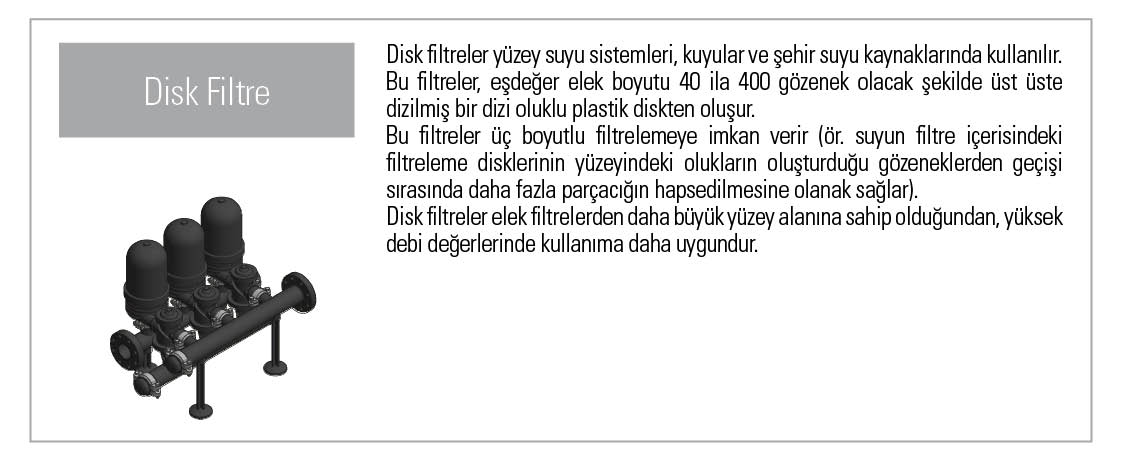 Disk Filtre
Disk filtreler yüzey suyu sistemleri, kuyular ve şehir suyu kaynaklarında kullanılır.
Bu filtreler, eşdeğer elek boyutu 40 ila 400 gözenek olacak şekilde üst üste
dizilmiş bir dizi oluklu plastik diskten oluşur.
Bu filtreler üç boyutlu filtrelemeye imkan verir (ör. suyun filtre içerisindeki
filtreleme disklerinin yüzeyindeki olukların oluşturduğu gözeneklerden geçişi
sırasında daha fazla parçacığın hapsedilmesine olanak sağlar).
Disk filtreler elek filtrelerden daha büyük yüzey alanına sahip olduğundan, yüksek
debi değerlerinde kullanıma daha uygundur.